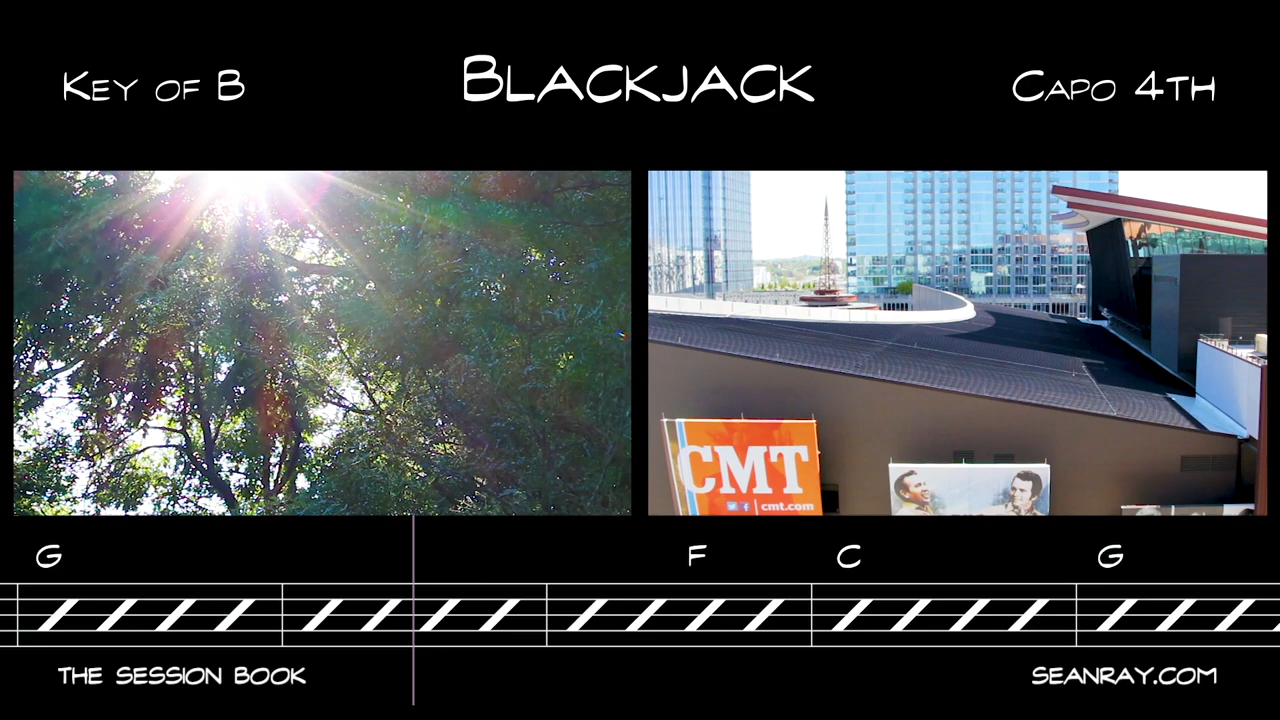 Key of B
Blackjack
Capo 4th
CMT
cmt.com
G
F
C
G
The Session Book
seanray.com